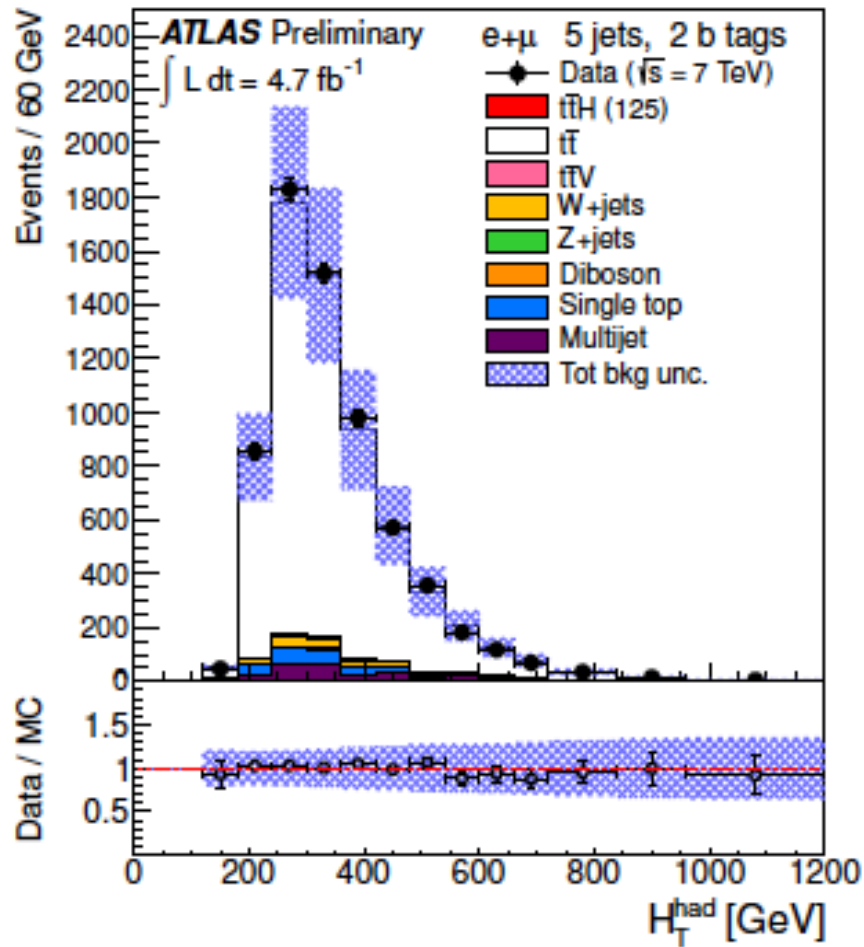 ATLAS Preliminary
∫ L dt = 4.7 fb⁻¹
e+μ 5 jets, 2 b tags
Data (√s = 7 TeV)
tt̄H (125)
tt̄
tt̄V
W+jets
Z+jets
Diboson
Single top
Multijet
Tot bkg unc.
Events / 60 GeV
2400
2200
2000
1800
1600
1400
1200
1000
800
600
400
200
0
Data / MC
1.5
1
0.5
0 200 400 600 800 1000 1200
H_T^had [GeV]